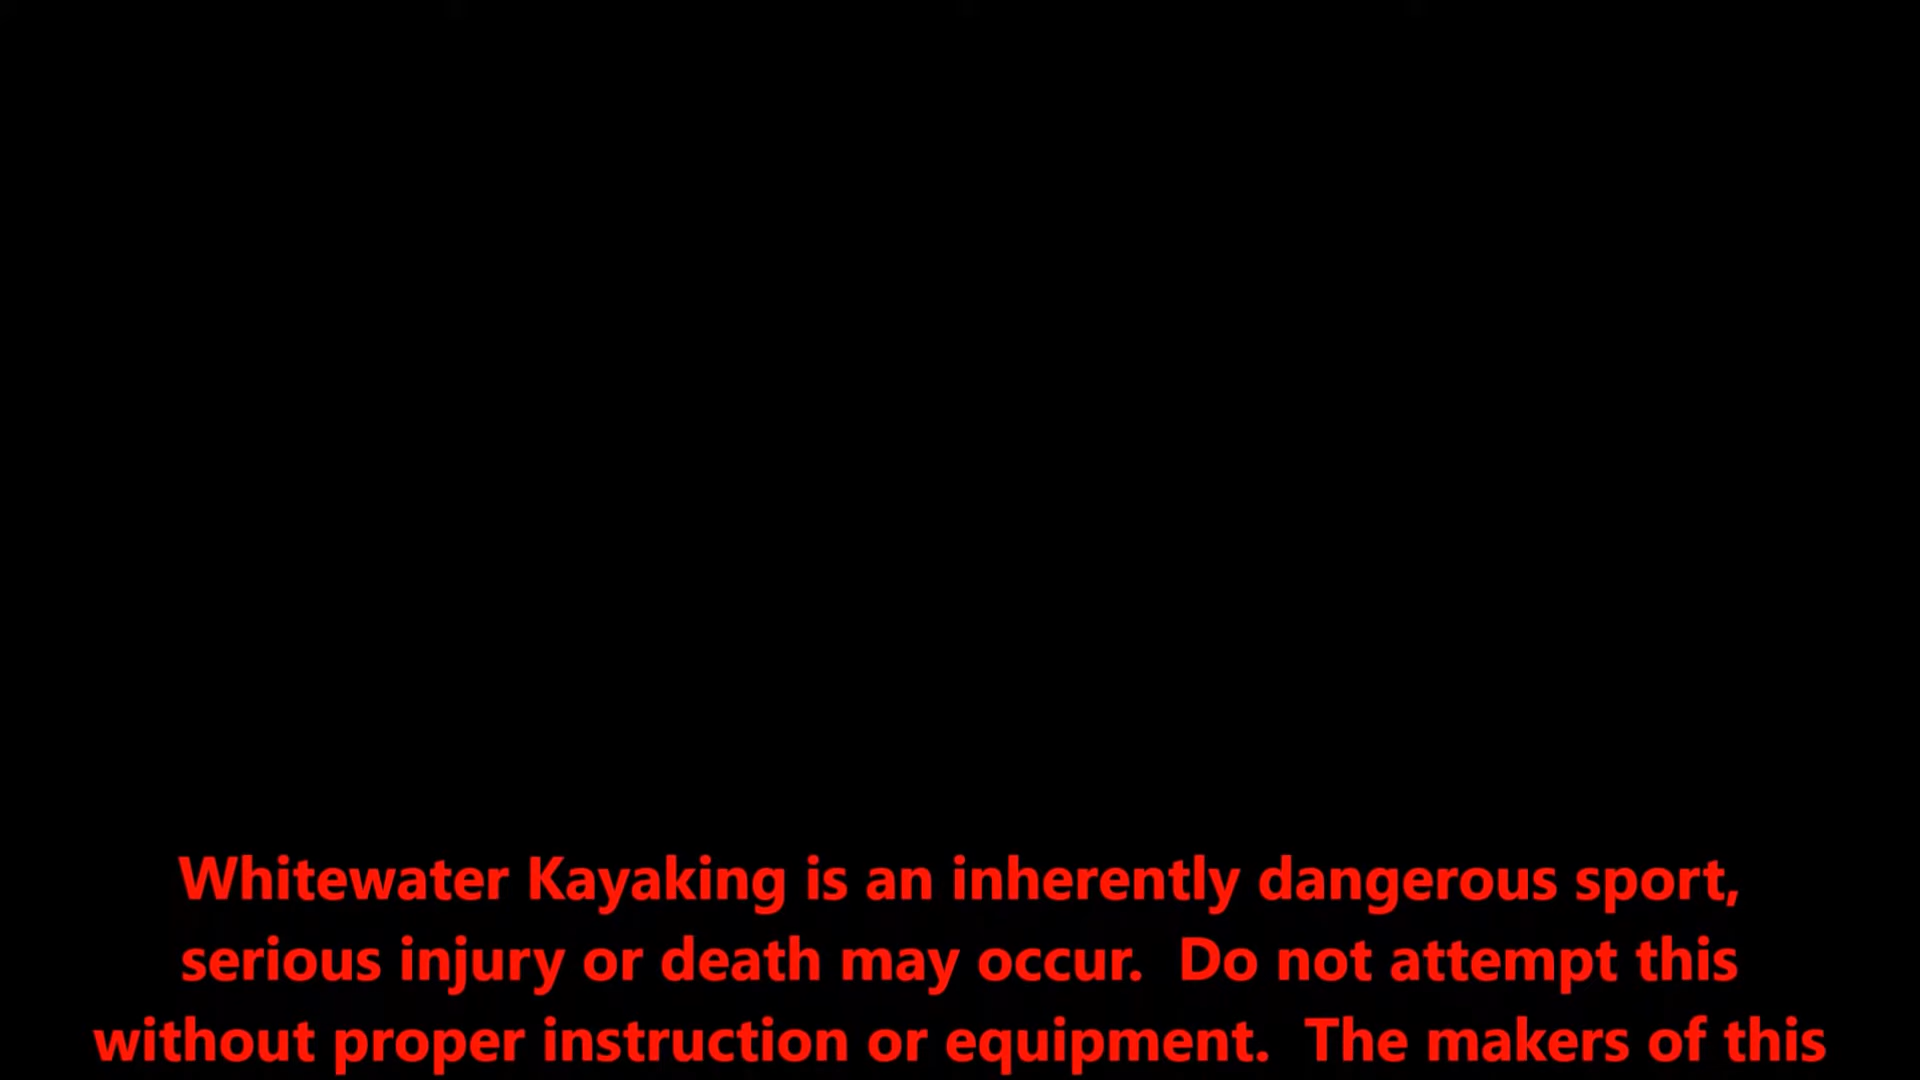 Whitewater Kayaking is an inherently dangerous sport,
serious injury or death may occur.  Do not attempt this
without proper instruction or equipment.  The makers of this